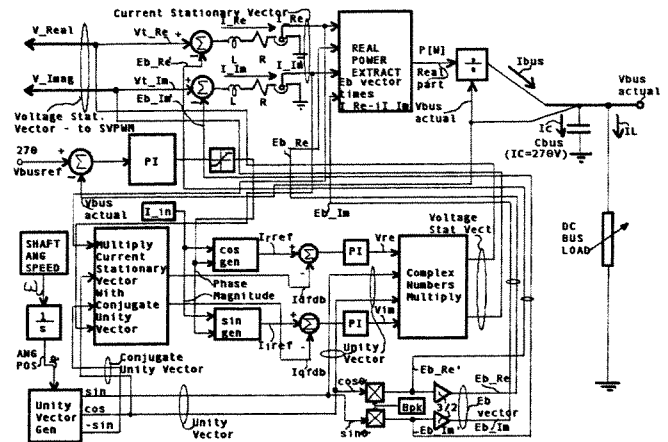 Current Stationary Vector
V_Real
Vt_Re
I_Re
I_Re
L
R
Eb_Re'
V_Imag
Vt_Im
I_Im
I_Im
Eb_Im'
L
R
REAL
POWER
EXTRACT
Eb vector
times
I_Re-iI_Im
P[W]
Real
part
Ibus
Vbus
actual
Vbus
actual
IC
Cbus
(IC=270V)
IL
Voltage Stat.
Vector - to SVPWM
270
Vbusref
PI
Vbus
actual
Eb_Re
Eb_Im
I_in
SHAFT
ANG
SPEED
Multiply
Current
Stationary
Vector
With
Conjugate
Unity
Vector
cos
gen
Irref
PI
Vre
Voltage
Stat Vect
Phase
Magnitude
Idfdb
Complex
Numbers
Multiply
sin
gen
Iiref
PI
Vim
Iqfdb
Unity
Vector
DC
BUS
LOAD
1
s
ANG
POS
Conjugate
Unity Vector
Unity
Vector
Gen
sin
cos
-sin
Unity
Vector
cosθ
sinθ
Bpk
3/2
Eb_Re'
Eb_Re
Eb
vector
Eb_Im
Eb_Im'